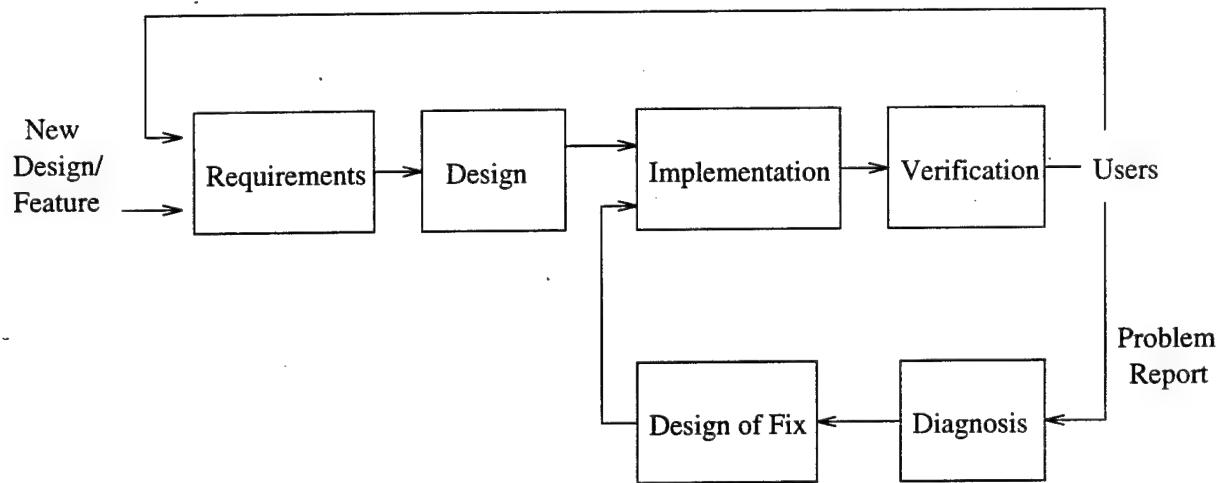 New
Design/
Feature
Requirements
Design
Implementation
Verification
Users
Problem
Report
Design of Fix
Diagnosis